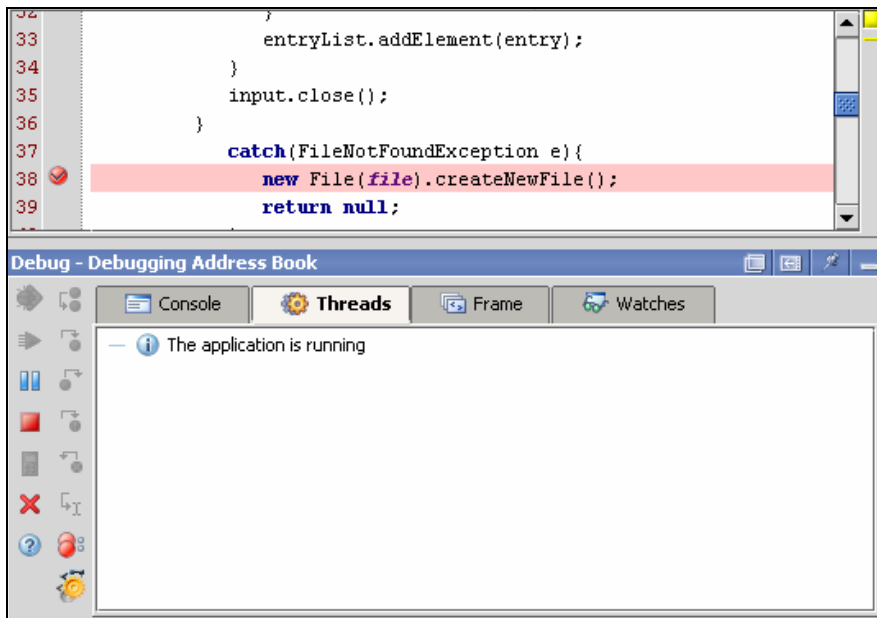 32 }
33 entryList.addElement(entry);
34 }
35 input.close();
36 }
37 catch(FileNotFoundException e){
38 new File(file).createNewFile();
39 return null;
Debug - Debugging Address Book
Console Threads Frame Watches
The application is running